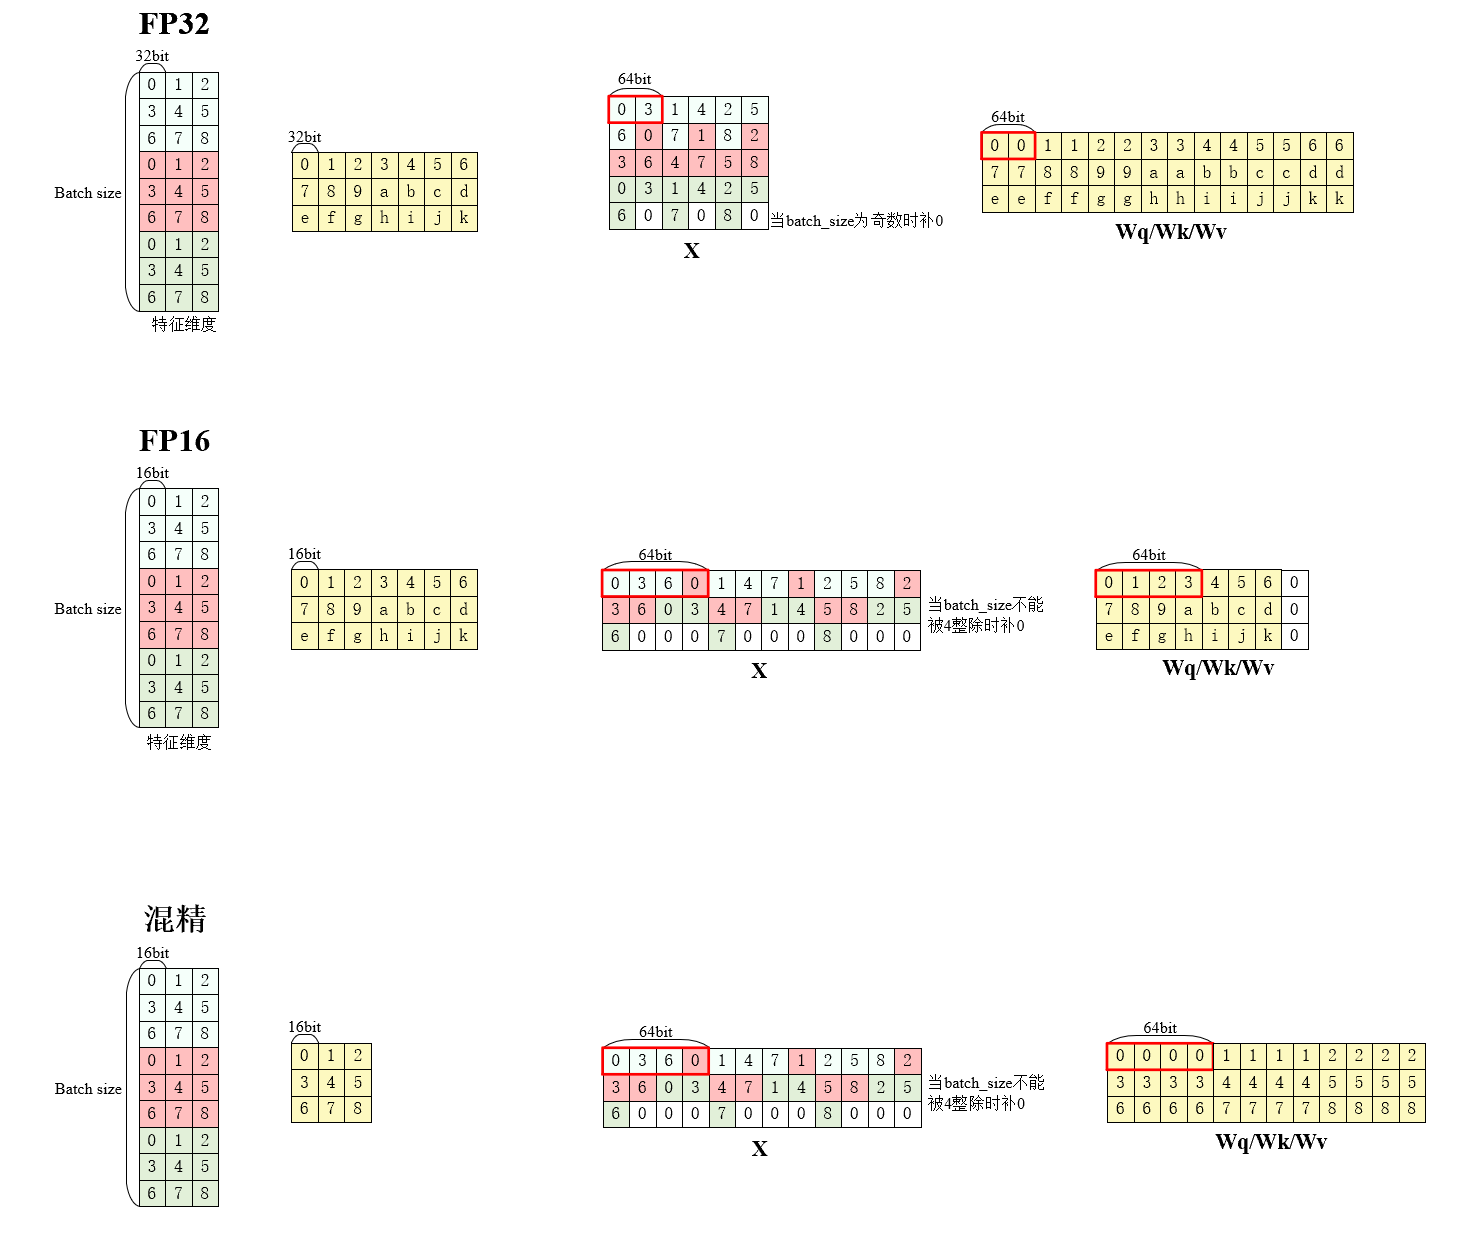 FP32
32bit
0 1 2
3 4 5
6 7 8
0 1 2
3 4 5
6 7 8
0 1 2
3 4 5
6 7 8
Batch size
特征维度
32bit
0 1 2 3 4 5 6
7 8 9 a b c d
e f g h i j k
64bit
0 3 1 4 2 5
6 0 7 1 8 2
3 6 4 7 5 8
0 3 1 4 2 5
6 0 7 0 8 0
当batch_size为奇数时补0
X
64bit
0 0 1 1 2 2 3 3 4 4 5 5 6 6
7 7 8 8 9 9 a a b b c c d d
e e f f g g h h i i j j k k
Wq/Wk/Wv
FP16
16bit
0 1 2
3 4 5
6 7 8
0 1 2
3 4 5
6 7 8
0 1 2
3 4 5
6 7 8
Batch size
特征维度
16bit
0 1 2 3 4 5 6
7 8 9 a b c d
e f g h i j k
64bit
0 3 6 0 1 4 7 1 2 5 8 2
3 6 0 3 4 7 1 4 5 8 2 5
6 0 0 0 7 0 0 0 8 0 0 0
当batch_size不能
被4整除时补0
X
64bit
0 1 2 3 4 5 6 0
7 8 9 a b c d 0
e f g h i j k 0
Wq/Wk/Wv
混精
16bit
0 1 2
3 4 5
6 7 8
0 1 2
3 4 5
6 7 8
0 1 2
3 4 5
6 7 8
Batch size
16bit
0 1 2
3 4 5
6 7 8
64bit
0 3 6 0 1 4 7 1 2 5 8 2
3 6 0 3 4 7 1 4 5 8 2 5
6 0 0 0 7 0 0 0 8 0 0 0
当batch_size不能
被4整除时补0
X
64bit
0 0 0 0 1 1 1 1 2 2 2 2
3 3 3 3 4 4 4 4 5 5 5 5
6 6 6 6 7 7 7 7 8 8 8 8
Wq/Wk/Wv